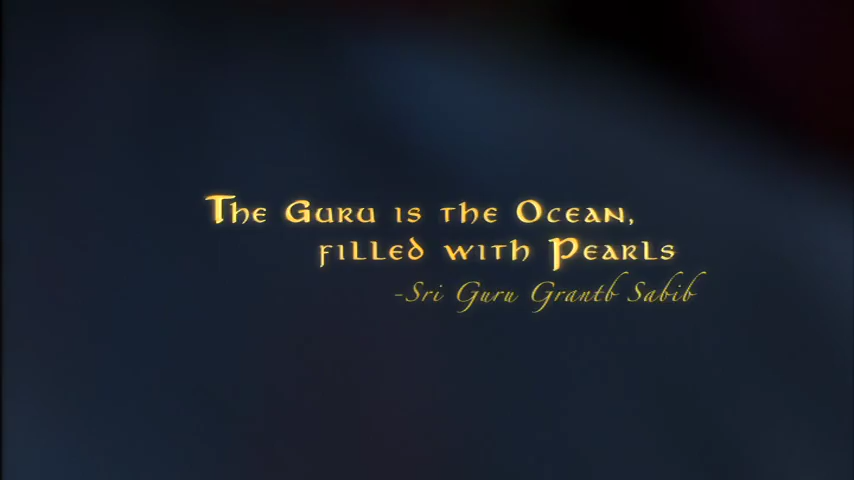 The Guru is the Ocean,
filled with Pearls
-Sri Guru Granth Sahib